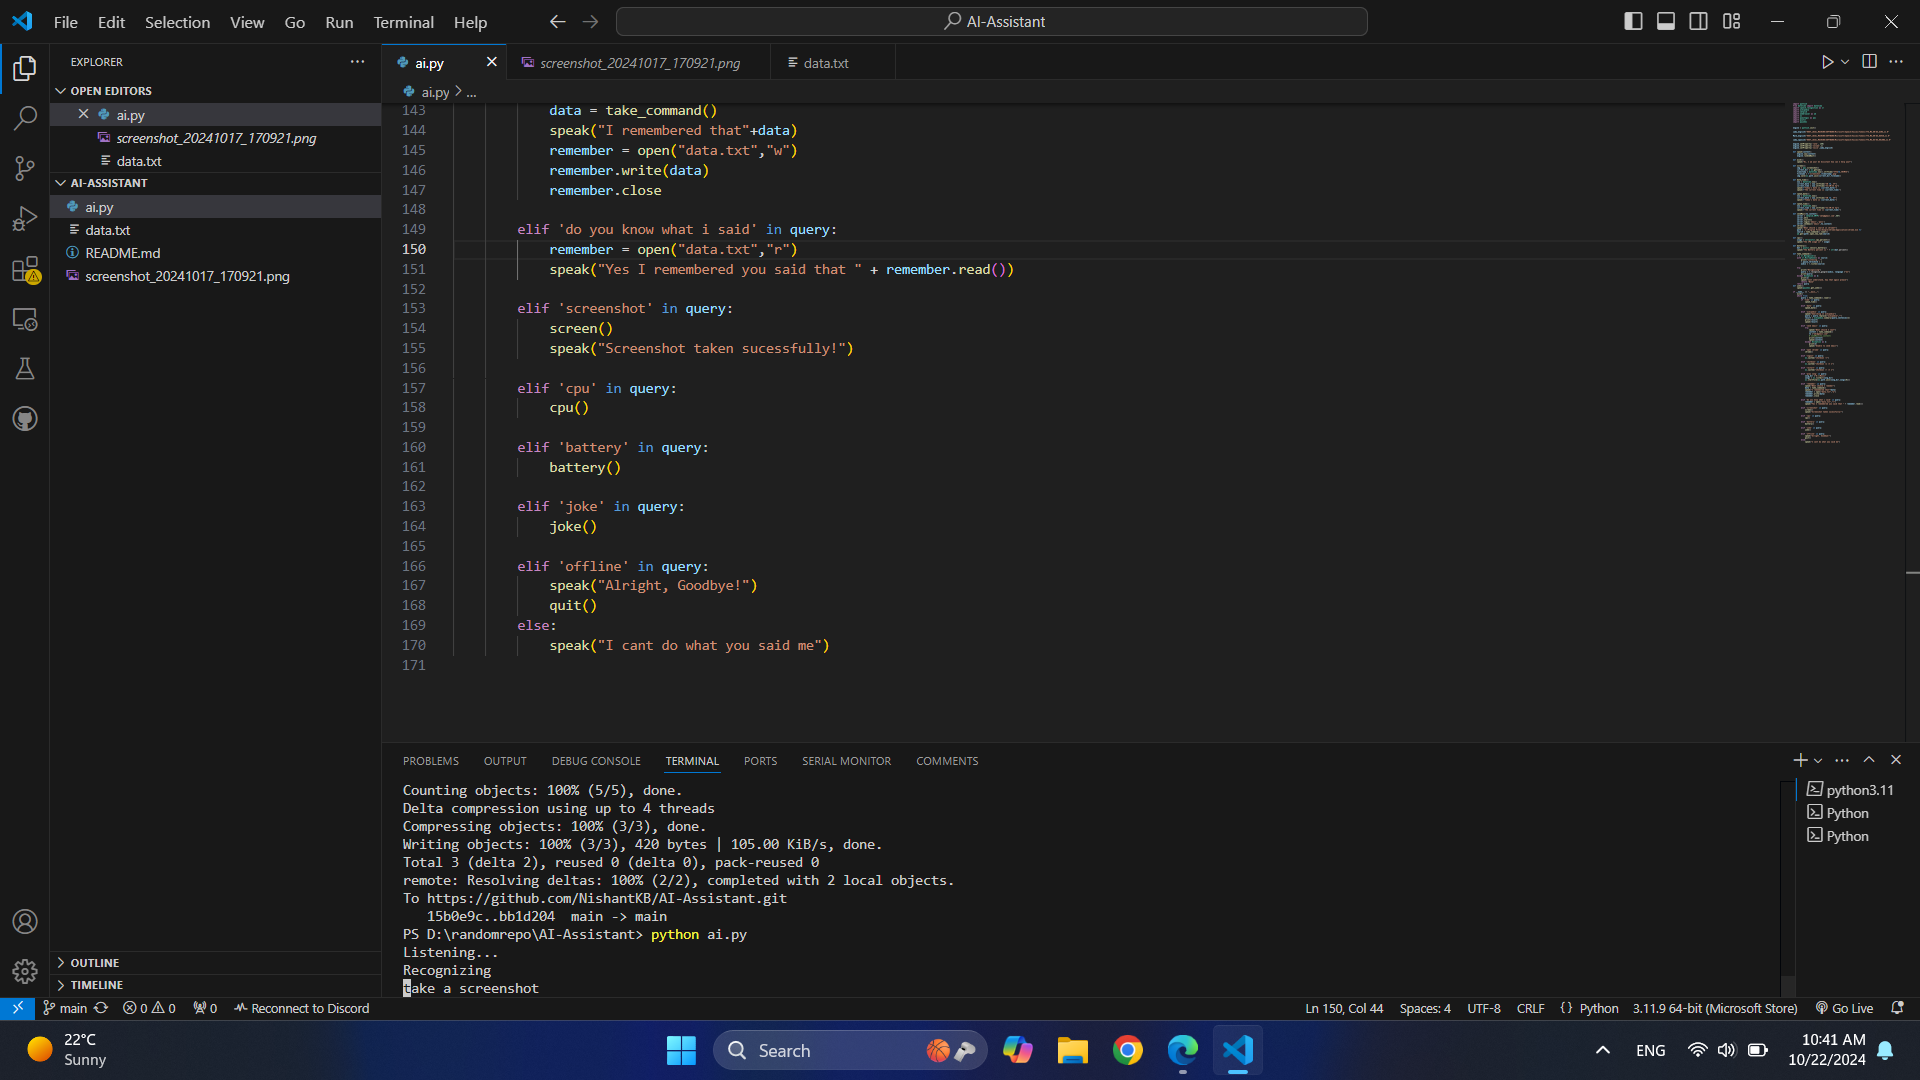 File Edit Selection View Go Run Terminal Help
AI-Assistant
EXPLORER
OPEN EDITORS
ai.py
screenshot_20241017_170921.png
data.txt
AI-ASSISTANT
ai.py
data.txt
README.md
screenshot_20241017_170921.png
OUTLINE
TIMELINE
ai.py screenshot_20241017_170921.png data.txt
ai.py > ...
143 data = take_command()
144 speak("I remembered that"+data)
145 remember = open("data.txt","w")
146 remember.write(data)
147 remember.close
148
149 elif 'do you know what i said' in query:
150 remember = open("data.txt","r")
151 speak("Yes I remembered you said that " + remember.read())
152
153 elif 'screenshot' in query:
154 screen()
155 speak("Screenshot taken sucessfully!")
156
157 elif 'cpu' in query:
158 cpu()
159
160 elif 'battery' in query:
161 battery()
162
163 elif 'joke' in query:
164 joke()
165
166 elif 'offline' in query:
167 speak("Alright, Goodbye!")
168 quit()
169 else:
170 speak("I cant do what you said me")
171
PROBLEMS OUTPUT DEBUG CONSOLE TERMINAL PORTS SERIAL MONITOR COMMENTS
Counting objects: 100% (5/5), done.
Delta compression using up to 4 threads
Compressing objects: 100% (3/3), done.
Writing objects: 100% (3/3), 420 bytes | 105.00 KiB/s, done.
Total 3 (delta 2), reused 0 (delta 0), pack-reused 0
remote: Resolving deltas: 100% (2/2), completed with 2 local objects.
To https://github.com/NishantKB/AI-Assistant.git
15b0e9c..bb1d204 main -> main
PS D:\randomrepo\AI-Assistant> python ai.py
Listening...
Recognizing
take a screenshot
python3.11
Python
Python
main 0 0 0 Reconnect to Discord
Ln 150, Col 44 Spaces: 4 UTF-8 CRLF {} Python 3.11.9 64-bit (Microsoft Store) Go Live
22°C
Sunny
Search
ENG
10:41 AM
10/22/2024